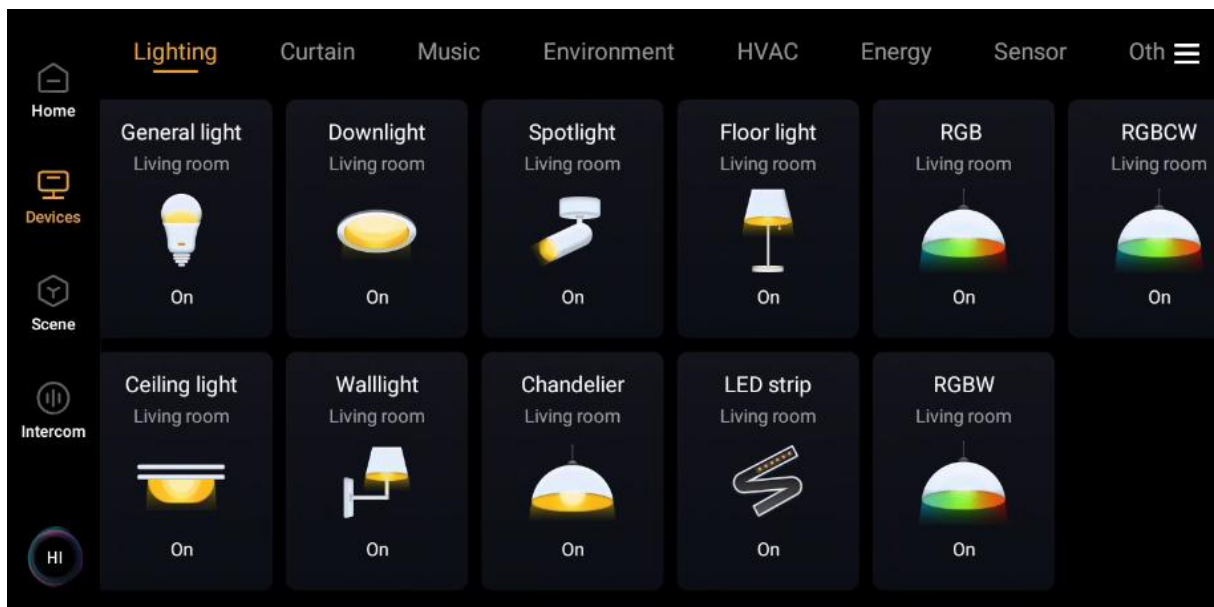 Lighting Curtain Music Environment HVAC Energy Sensor Oth
Home
Devices
Scene
Intercom
HI
General light
Living room
On
Downlight
Living room
On
Spotlight
Living room
On
Floor light
Living room
On
RGB
Living room
On
RGBCW
Living room
On
Ceiling light
Living room
On
Walllight
Living room
On
Chandelier
Living room
On
LED strip
Living room
On
RGBW
Living room
On